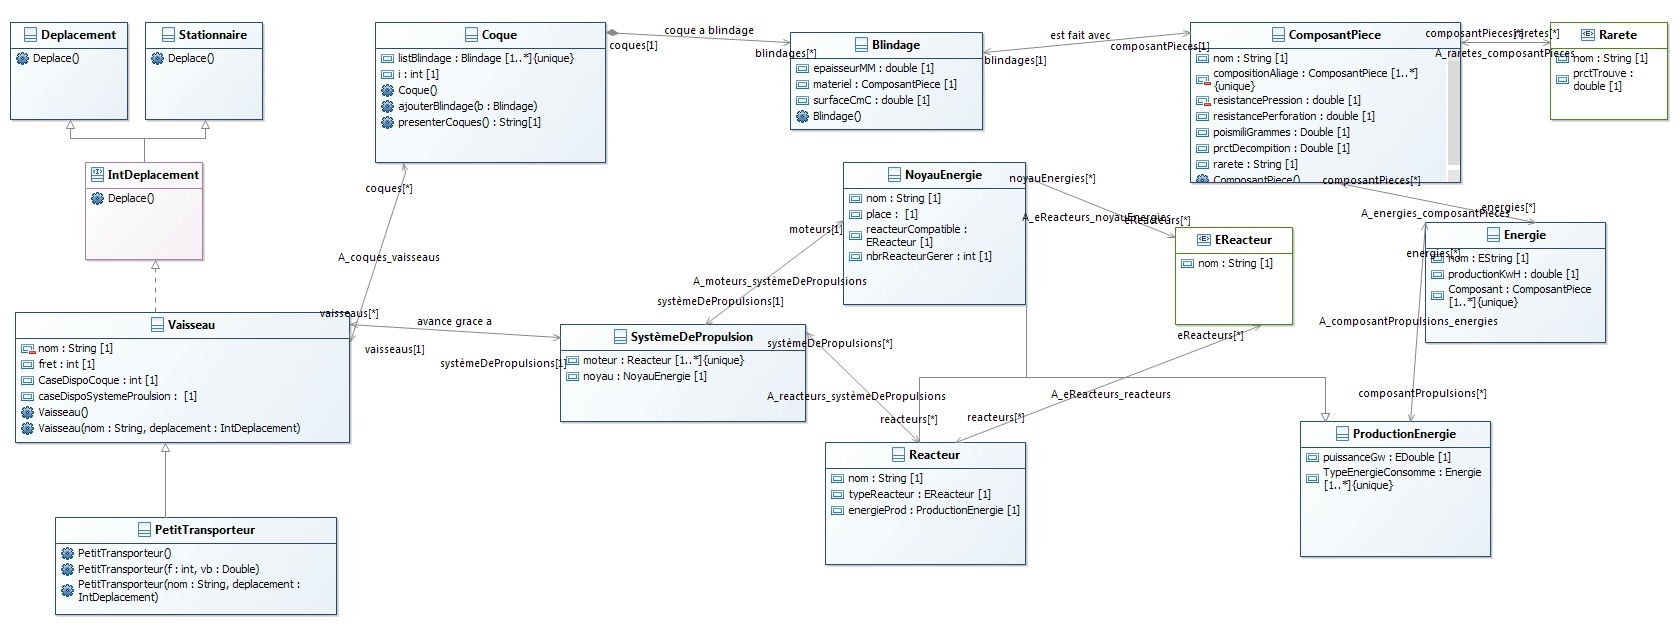 Deplacement
Deplace()
Stationnaire
Deplace()
IntDeplacement
Deplace()
Coque
listBlindage : Blindage [1..*]{unique}
i : int [1]
Coque()
ajouterBlindage(b : Blindage)
presenterCoques() : String[1]
coques[1]
coque a blindage
blindages[*]
Blindage
epaisseurMM : double [1]
materiel : ComposantPiece [1]
surfaceCmC : double [1]
Blindage()
blindages[1]
est fait avec
composantPieces[1]
ComposantPiece
nom : String [1]
compositionAliage : ComposantPiece [1..*]
{unique}
resistancePression : double [1]
resistancePerforation : double [1]
poismiliGrammes : Double [1]
prctDecompition : Double [1]
rarete : String [1]
ComposantPiece()
composantPieces[*]
raretes[*]
A_raretes_composantPieces
Rarete
nom : String [1]
prctTrouve :
double [1]
composantPieces[*]
A_energies_composantPieces
energies[*]
Energie
nom : EString [1]
productionKwH : double [1]
Composant : ComposantPiece
[1..*]{unique}
energies[*]
A_composantPropulsions_energies
composantPropulsions[*]
NoyauEnergie
nom : String [1]
place :  [1]
reacteurCompatible :
EReacteur [1]
nbrReacteurGerer : int [1]
noyauEnergies[*]
A_eReacteurs_noyauEnergies
eReacteurs[*]
EReacteur
nom : String [1]
eReacteurs[*]
A_eReacteurs_reacteurs
reacteurs[*]
coques[*]
A_coques_vaisseaus
vaisseaus[*]
moteurs[1]
A_moteurs_systèmeDePropulsions
systèmeDePropulsions[1]
Vaisseau
nom : String [1]
fret : int [1]
CaseDispoCoque : int [1]
caseDispoSystemeProulsion :  [1]
Vaisseau()
Vaisseau(nom : String, deplacement : IntDeplacement)
vaisseaus[1]
avance grace a
systèmeDePropulsions[1]
SystèmeDePropulsion
moteur : Reacteur [1..*]{unique}
noyau : NoyauEnergie [1]
systèmeDePropulsions[*]
A_reacteurs_systèmeDePropulsions
reacteurs[*]
Reacteur
nom : String [1]
typeReacteur : EReacteur [1]
energieProd : ProductionEnergie [1]
ProductionEnergie
puissanceGw : EDouble [1]
TypeEnergieConsomme : Energie
[1..*]{unique}
PetitTransporteur
PetitTransporteur()
PetitTransporteur(f : int, vb : Double)
PetitTransporteur(nom : String, deplacement :
IntDeplacement)